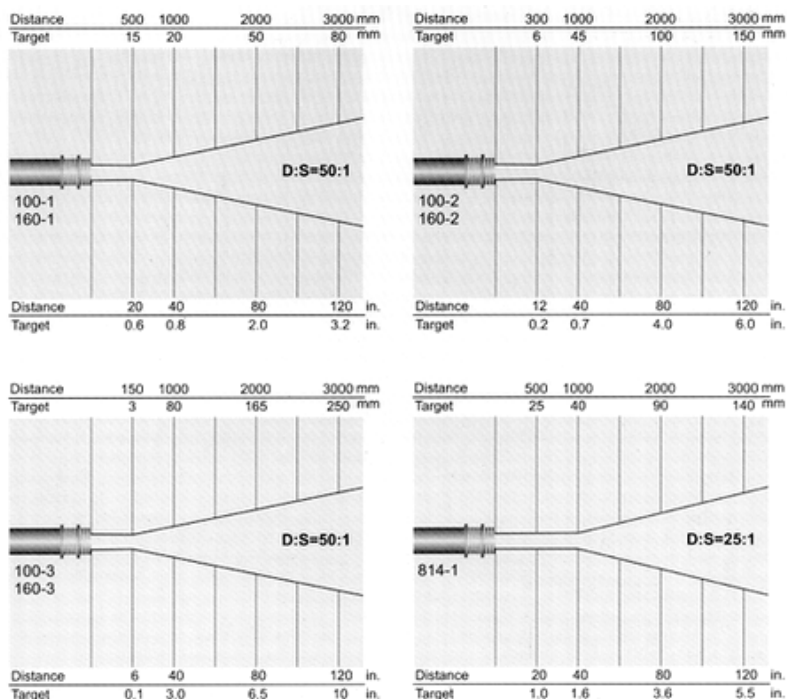 Distance 500 1000 2000 3000 mm
Target 15 20 50 80 mm
D:S=50:1
100-1
160-1
Distance 20 40 80 120 in.
Target 0.6 0.8 2.0 3.2 in.
Distance 300 1000 2000 3000 mm
Target 6 45 100 150 mm
D:S=50:1
100-2
160-2
Distance 12 40 80 120 in.
Target 0.2 0.7 4.0 6.0 in.
Distance 150 1000 2000 3000 mm
Target 3 80 165 250 mm
D:S=50:1
100-3
160-3
Distance 6 40 80 120 in.
Target 0.1 3.0 6.5 10 in.
Distance 500 1000 2000 3000 mm
Target 25 40 90 140 mm
D:S=25:1
814-1
Distance 20 40 80 120 in.
Target 1.0 1.6 3.6 5.5 in.